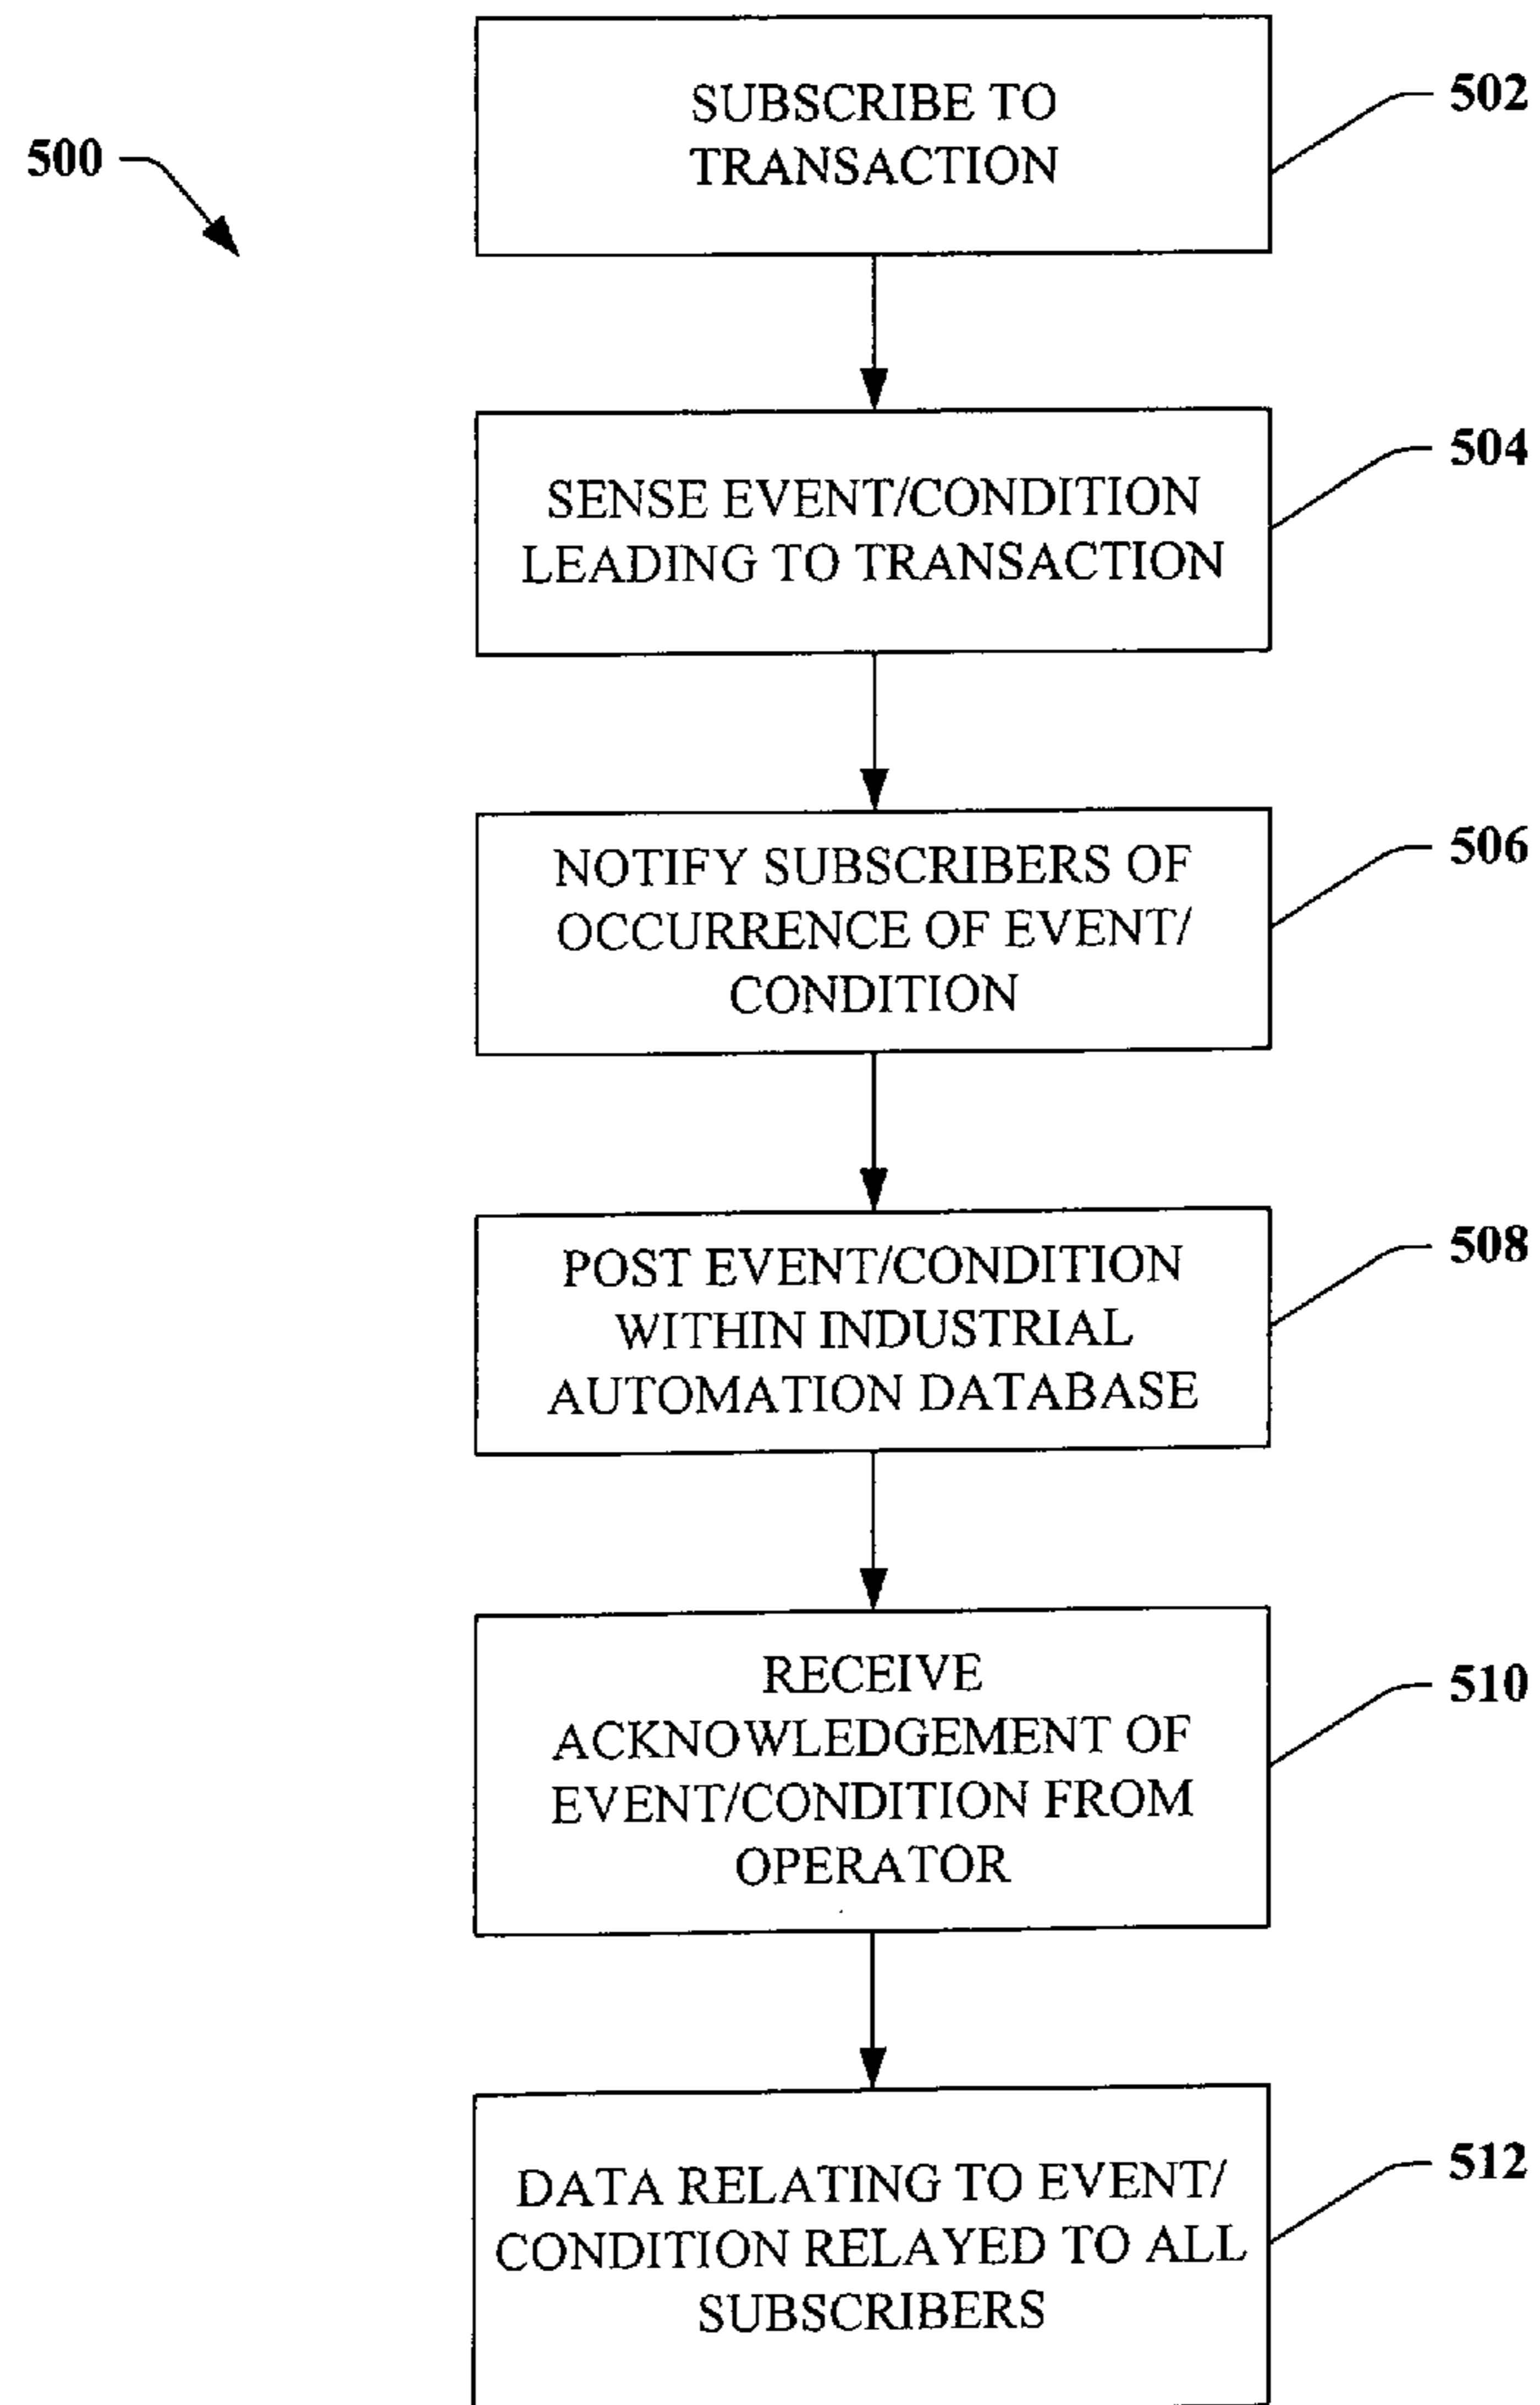 SUBSCRIBE TO
TRANSACTION
502
500
SENSE EVENT/CONDITION
LEADING TO TRANSACTION
504
NOTIFY SUBSCRIBERS OF
OCCURRENCE OF EVENT/
CONDITION
506
POST EVENT/CONDITION
WITHIN INDUSTRIAL
AUTOMATION DATABASE
508
RECEIVE
ACKNOWLEDGEMENT OF
EVENT/CONDITION FROM
OPERATOR
510
DATA RELATING TO EVENT/
CONDITION RELAYED TO ALL
SUBSCRIBERS
512